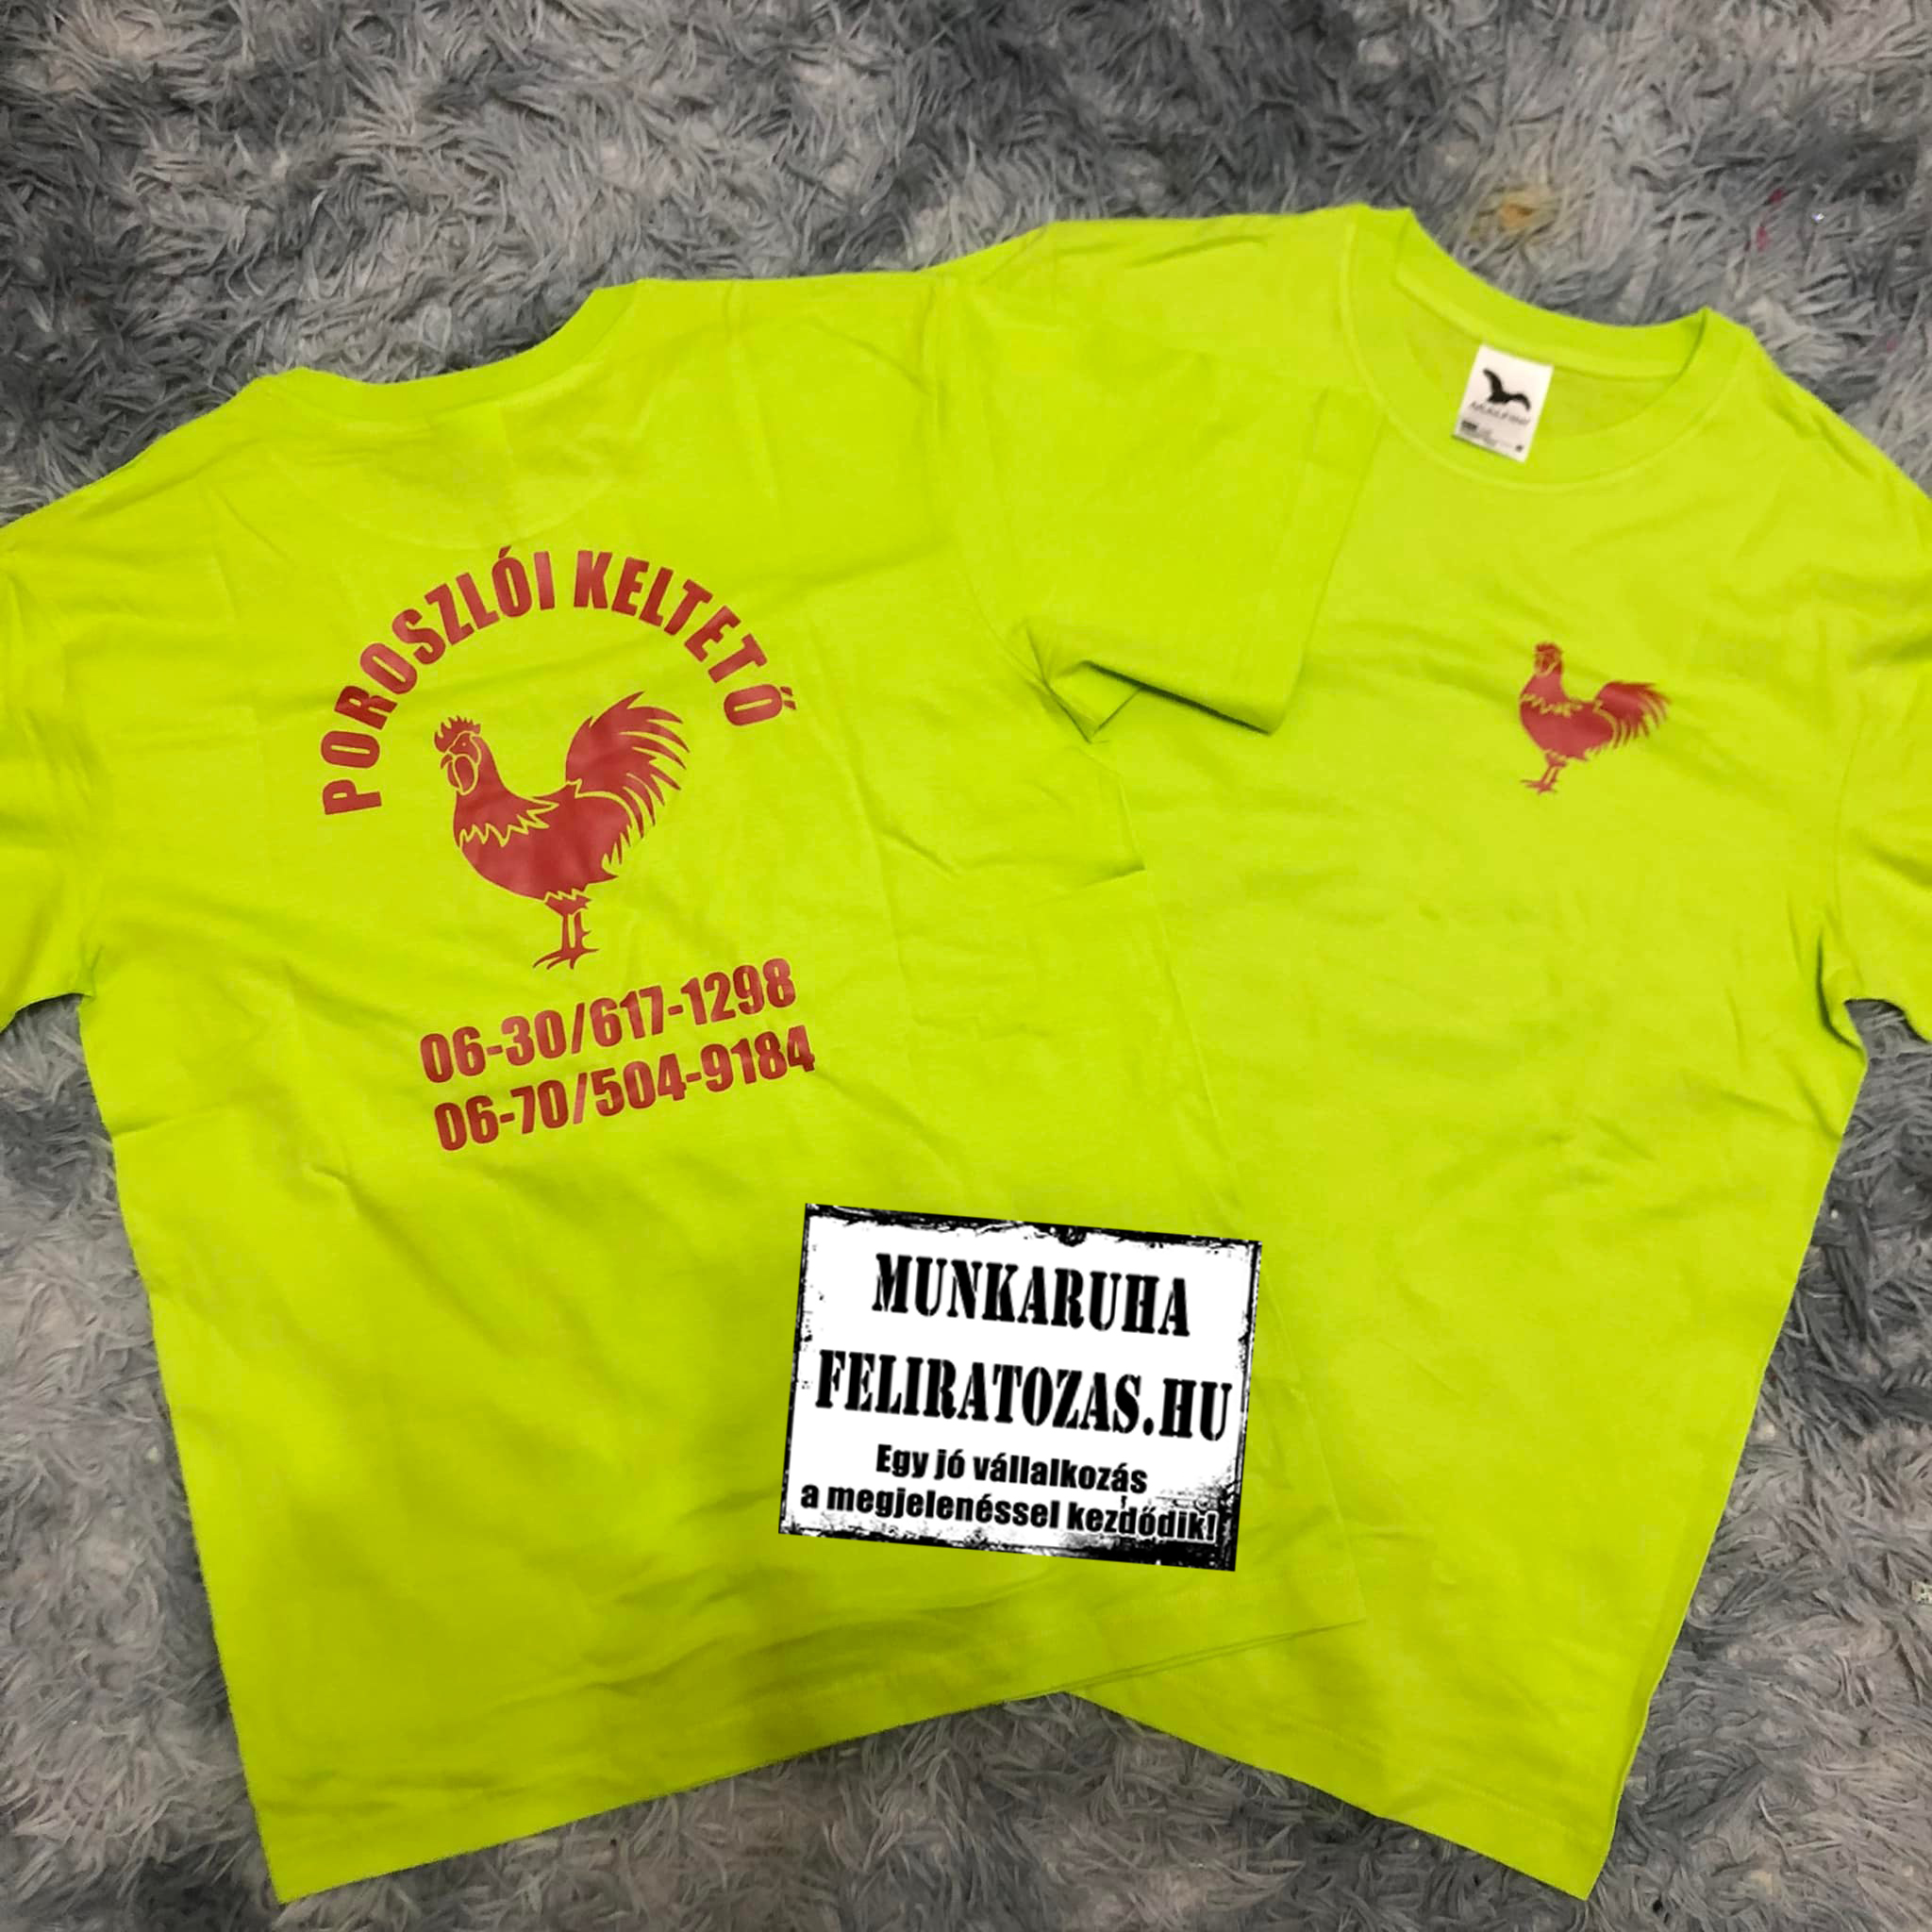 POROSZLÓI KELTETŐ
06-30/617-1298
06-70/504-9184
MUNKARUHA
FELIRATOZAS.HU
Egy jó vállalkozás
a megjelenéssel kezdődik!